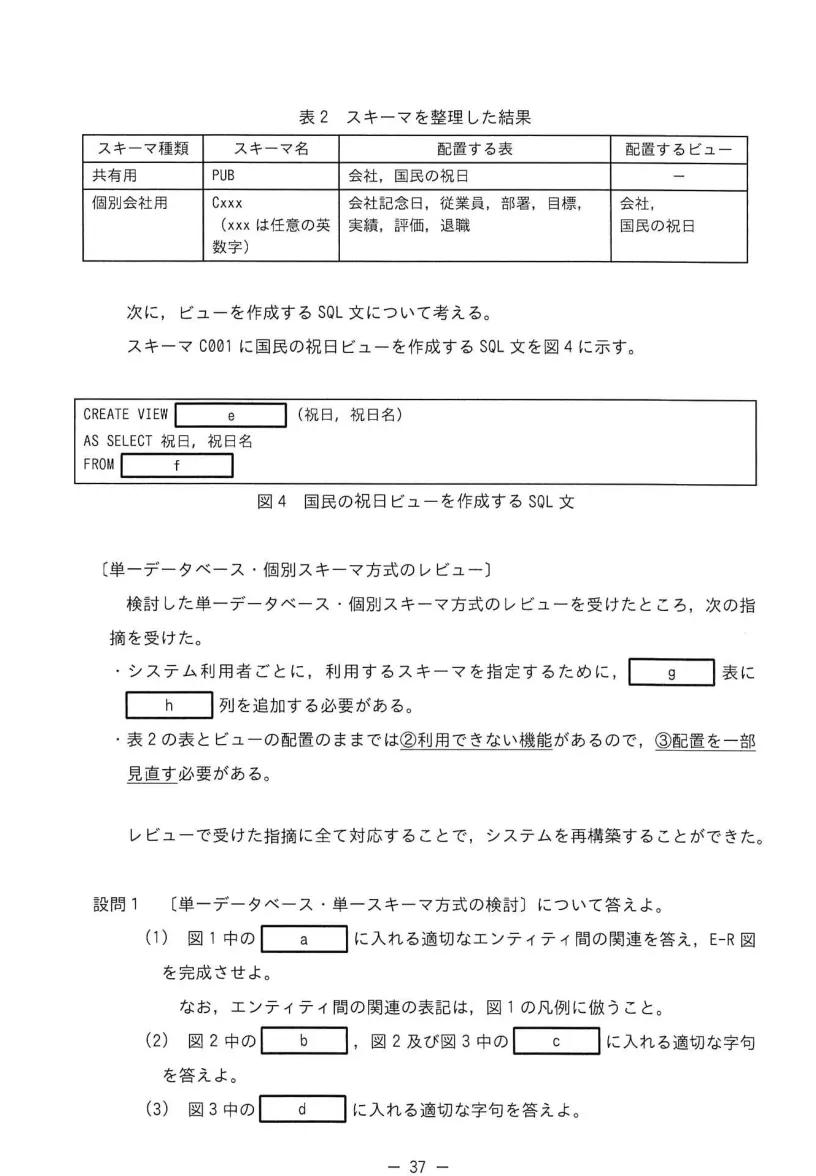 表2 スキーマを整理した結果
スキーマ種類 スキーマ名 配置する表 配置するビュー
共有用 PUB 会社，国民の祝日 －
個別会社用 Cxxx 会社記念日，従業員，部署，目標， 会社，
（xxx は任意の英 実績，評価，退職 国民の祝日
数字）
次に，ビューを作成する SQL 文について考える。
スキーマ C001 に国民の祝日ビューを作成する SQL 文を図4に示す。
CREATE VIEW e （祝日，祝日名）
AS SELECT 祝日，祝日名
FROM f
図4 国民の祝日ビューを作成する SQL 文
〔単一データベース・個別スキーマ方式のレビュー〕
検討した単一データベース・個別スキーマ方式のレビューを受けたところ，次の指
摘を受けた。
・システム利用者ごとに，利用するスキーマを指定するために， g 表に
h 列を追加する必要がある。
・表2の表とビューの配置のままでは②利用できない機能があるので，③配置を一部
見直す必要がある。
レビューで受けた指摘に全て対応することで，システムを再構築することができた。
設問1 〔単一データベース・単一スキーマ方式の検討〕について答えよ。
(1) 図1中の a に入れる適切なエンティティ間の関連を答え，E-R 図
を完成させよ。
なお，エンティティ間の関連の表記は，図1の凡例に倣うこと。
(2) 図2中の b ，図2及び図3中の c に入れる適切な字句
を答えよ。
(3) 図3中の d に入れる適切な字句を答えよ。
－ 37 －